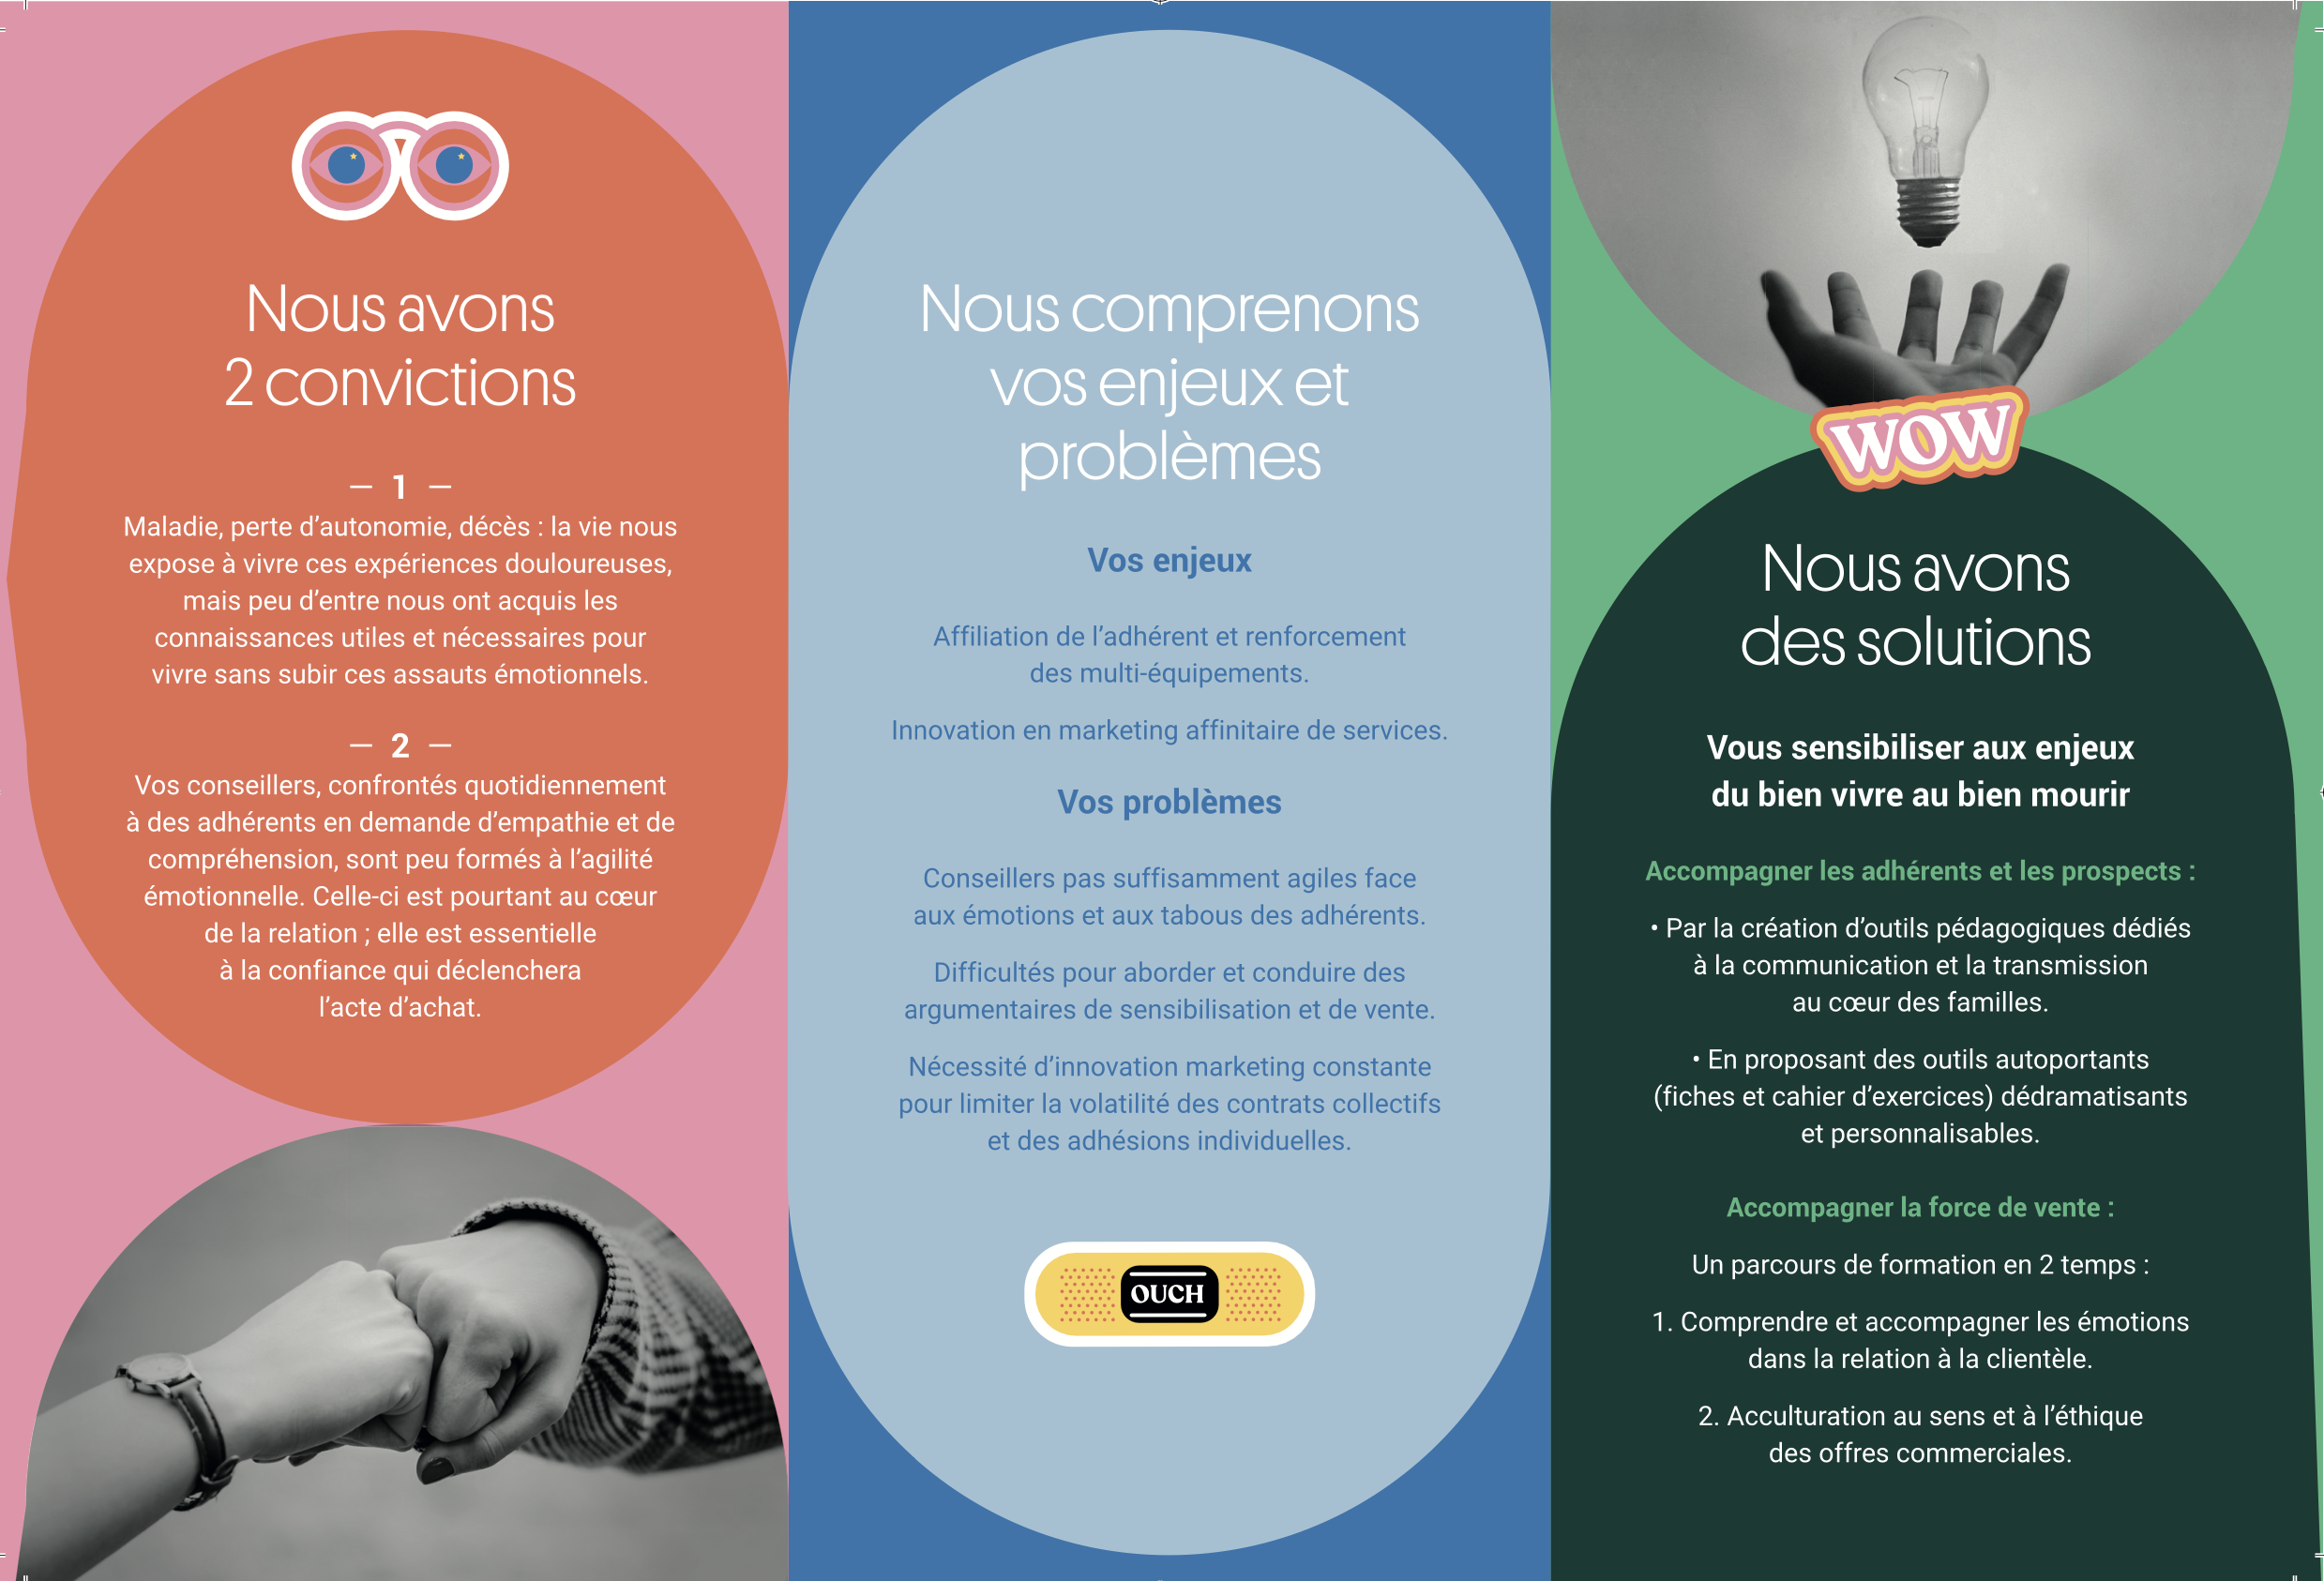 Nous avons
2 convictions
— 1 —
Maladie, perte d’autonomie, décès : la vie nous
expose à vivre ces expériences douloureuses,
mais peu d’entre nous ont acquis les
connaissances utiles et nécessaires pour
vivre sans subir ces assauts émotionnels.
— 2 —
Vos conseillers, confrontés quotidiennement
à des adhérents en demande d’empathie et de
compréhension, sont peu formés à l’agilité
émotionnelle. Celle-ci est pourtant au cœur
de la relation ; elle est essentielle
à la confiance qui déclenchera
l’acte d’achat.
Nous comprenons
vos enjeux et
problèmes
Vos enjeux
Affiliation de l’adhérent et renforcement
des multi-équipements.
Innovation en marketing affinitaire de services.
Vos problèmes
Conseillers pas suffisamment agiles face
aux émotions et aux tabous des adhérents.
Difficultés pour aborder et conduire des
argumentaires de sensibilisation et de vente.
Nécessité d’innovation marketing constante
pour limiter la volatilité des contrats collectifs
et des adhésions individuelles.
OUCH
WOW
Nous avons
des solutions
Vous sensibiliser aux enjeux
du bien vivre au bien mourir
Accompagner les adhérents et les prospects :
• Par la création d’outils pédagogiques dédiés
à la communication et la transmission
au cœur des familles.
• En proposant des outils autoportants
(fiches et cahier d’exercices) dédramatisants
et personnalisables.
Accompagner la force de vente :
Un parcours de formation en 2 temps :
1. Comprendre et accompagner les émotions
dans la relation à la clientèle.
2. Acculturation au sens et à l’éthique
des offres commerciales.